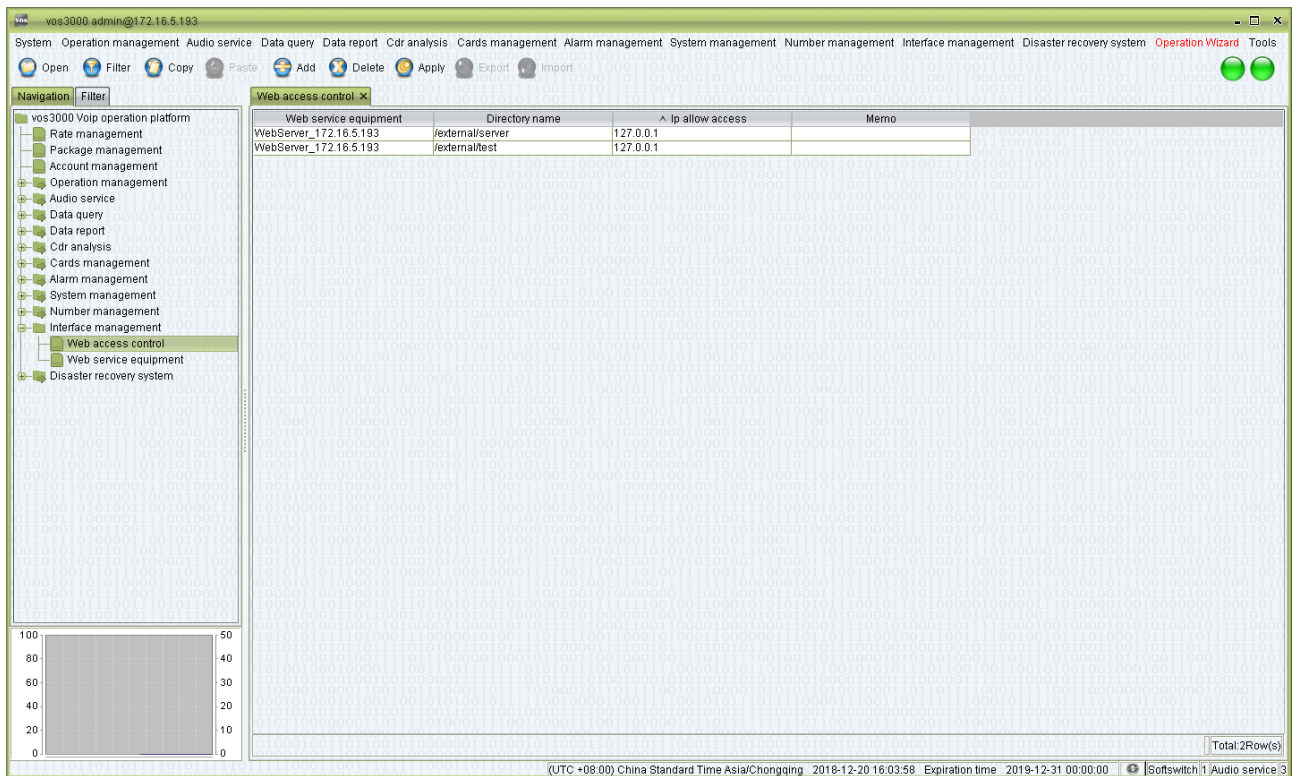 vos3000 admin@172.16.5.193
System Operation management Audio service Data query Data report Cdr analysis Cards management Alarm management System management Number management Interface management Disaster recovery system Operation Wizard Tools
Open Filter Copy Paste Add Delete Apply Export Import
Navigation Filter
Web access control
vos3000 Voip operation platform
Rate management
Package management
Account management
Operation management
Audio service
Data query
Data report
Cdr analysis
Cards management
Alarm management
System management
Number management
Interface management
Web access control
Web service equipment
Disaster recovery system
Web service equipment Directory name Ip allow access Memo
WebServer_172.16.5.193 /external/server 127.0.0.1
WebServer_172.16.5.193 /external/test 127.0.0.1
100 50
80 40
60 30
40 20
20 10
0 0
Total:2Row(s)
(UTC +08:00) China Standard Time Asia/Chongqing 2018-12-20 16:03:58 Expiration time 2019-12-31 00:00:00 Softswitch 1 Audio service 3